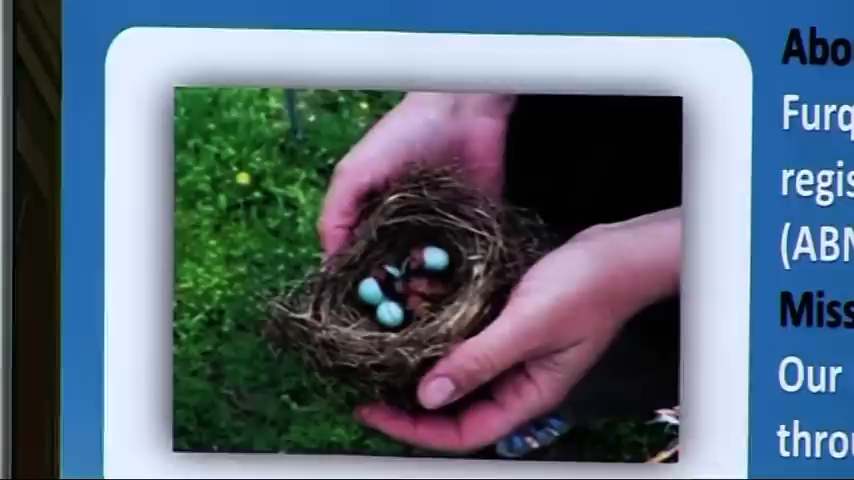 Abo
Furq
regis
(ABN
Miss
Our
throu